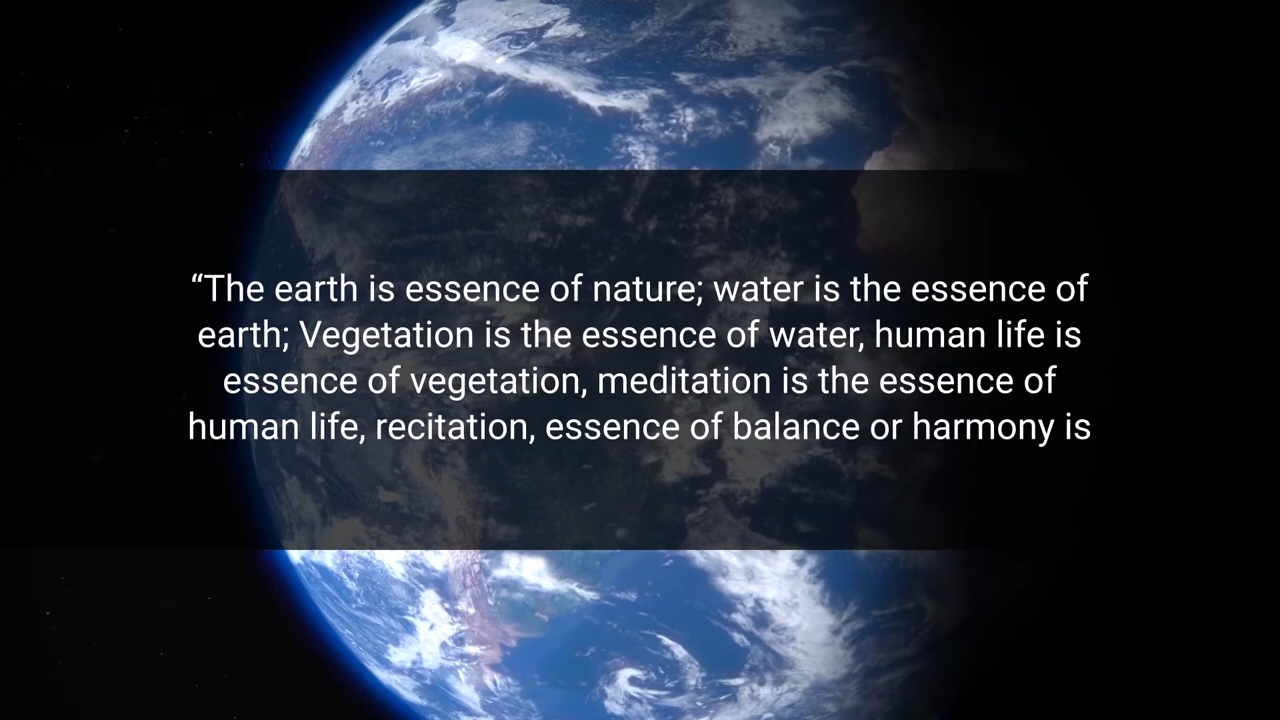 “The earth is essence of nature; water is the essence of
earth; Vegetation is the essence of water, human life is
essence of vegetation, meditation is the essence of
human life, recitation, essence of balance or harmony is